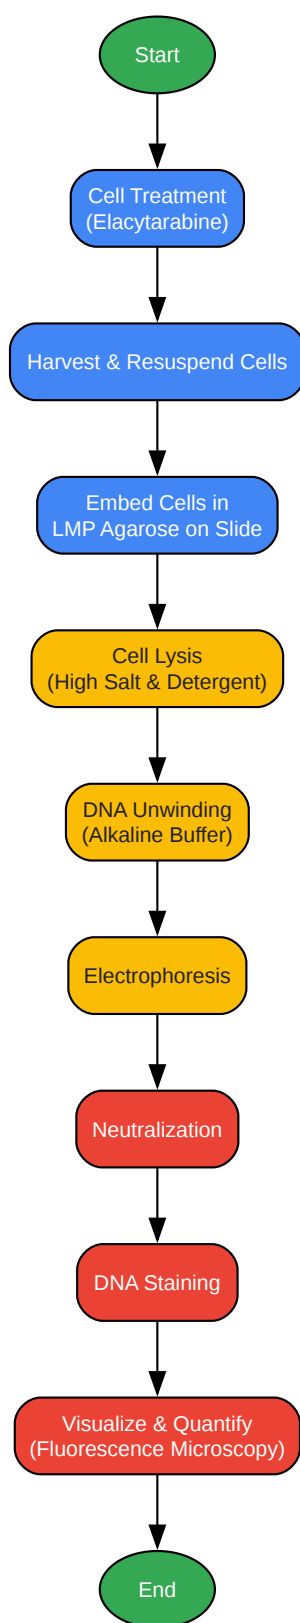 Start
Cell Treatment
(Elacytarabine)
Harvest & Resuspend Cells
Embed Cells in
LMP Agarose on Slide
Cell Lysis
(High Salt & Detergent)
DNA Unwinding
(Alkaline Buffer)
Electrophoresis
Neutralization
DNA Staining
Visualize & Quantify
(Fluorescence Microscopy)
End